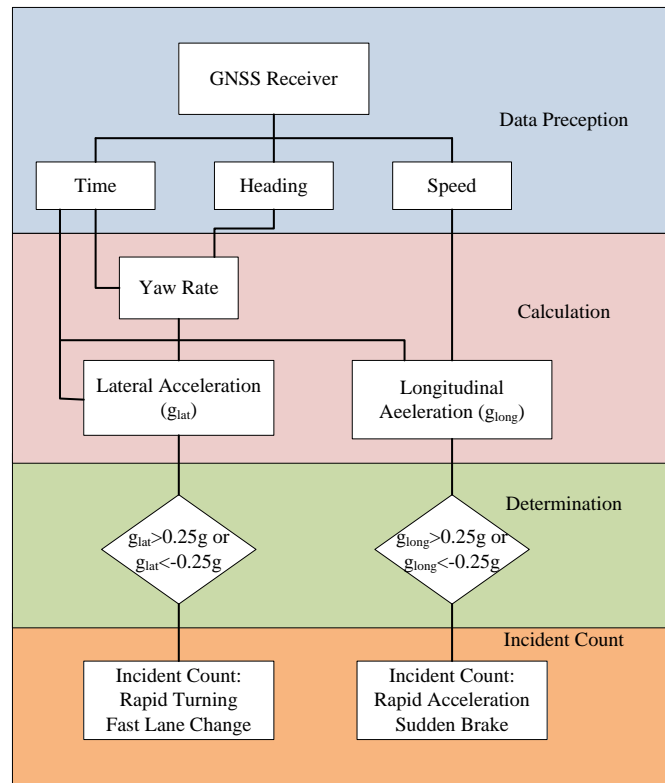 GNSS Receiver
Data Preception
Time
Heading
Speed
Yaw Rate
Calculation
Lateral Acceleration
(glat)
Longitudinal
Aeeleration (glong)
Determination
glat>0.25g or
glat<-0.25g
glong>0.25g or
glong<-0.25g
Incident Count
Incident Count:
Rapid Turning
Fast Lane Change
Incident Count:
Rapid Acceleration
Sudden Brake